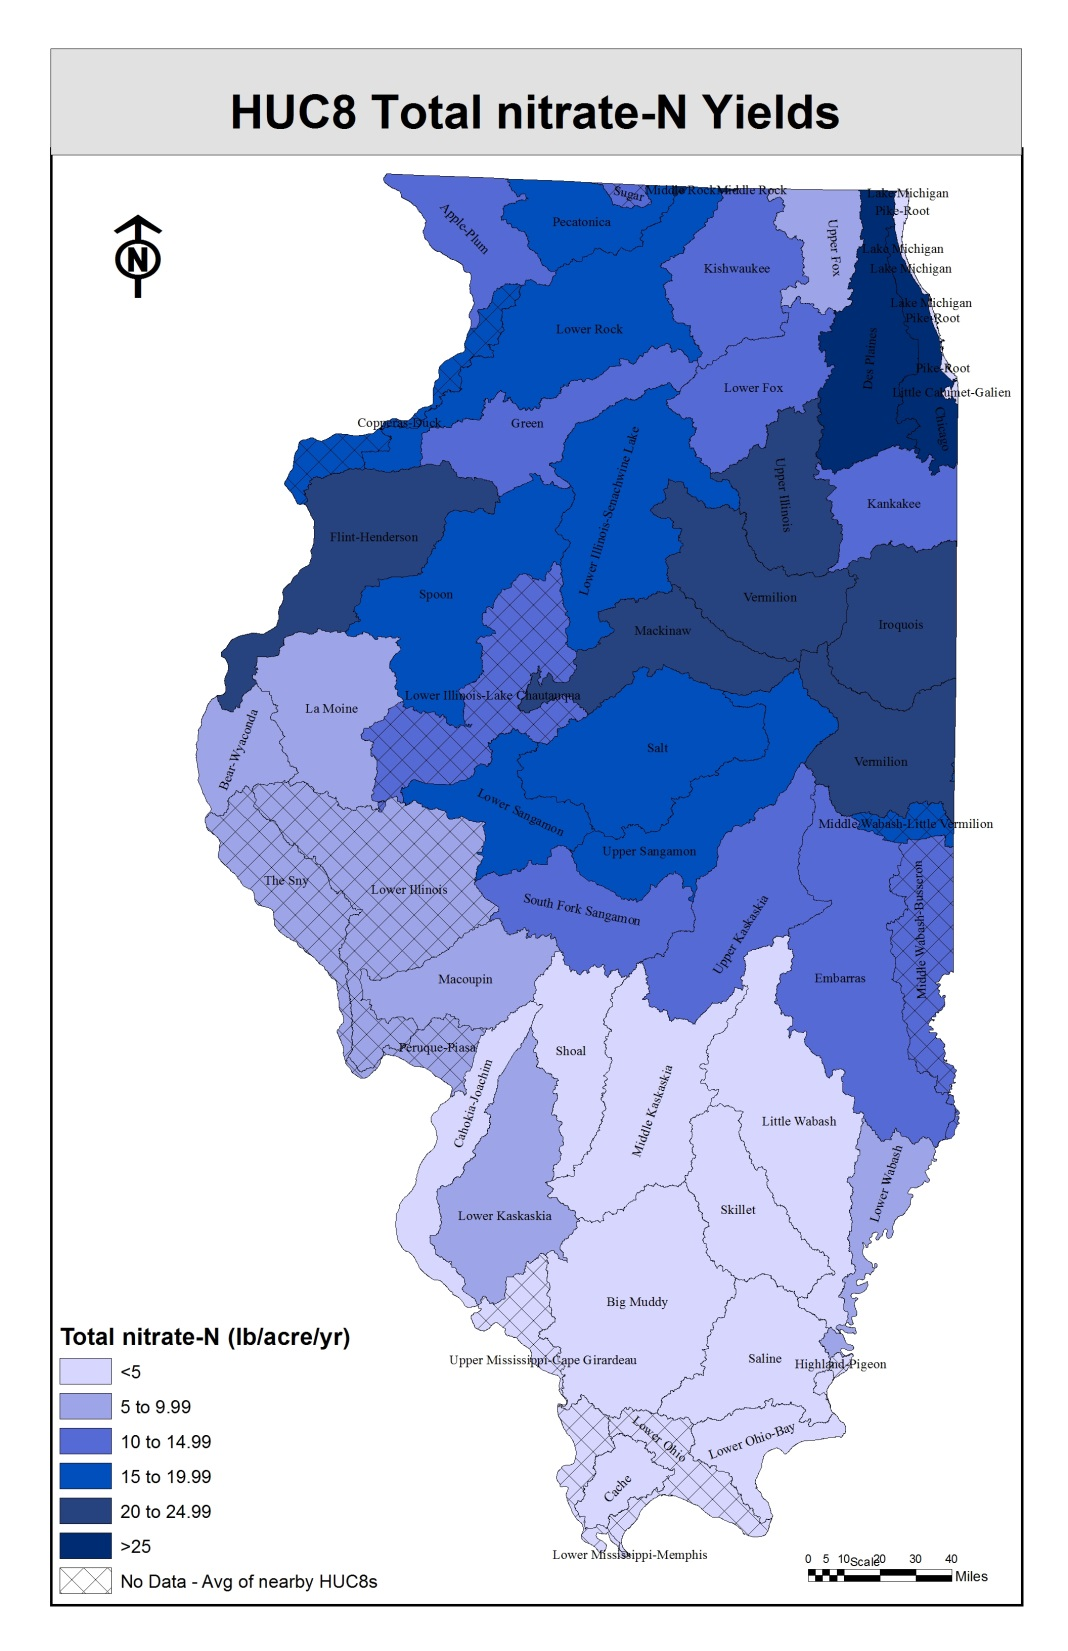 HUC8 Total nitrate-N Yields
N
Sugar
Middle Rock
Middle Rock
Lake Michigan
Apple-Plum
Pecatonica
Pike-Root
Upper Fox
Lake Michigan
Kishwaukee
Lake Michigan
Lake Michigan
Pike-Root
Lower Rock
Des Plaines
Pike-Root
Lower Fox
Little Calumet-Galien
Copperas-Duck
Green
Chicago
Lower Illinois-Senachwine Lake
Upper Illinois
Kankakee
Flint-Henderson
Spoon
Vermilion
Iroquois
Mackinaw
Lower Illinois-Lake Chautauqua
La Moine
Bear-Wyaconda
Salt
Vermilion
Lower Sangamon
Middle Wabash-Little Vermilion
Upper Sangamon
The Sny
Lower Illinois
South Fork Sangamon
Upper Kaskaskia
Middle Wabash-Busseron
Macoupin
Embarras
Peruque-Piasa
Shoal
Cahokia-Joachim
Middle Kaskaskia
Little Wabash
Lower Wabash
Lower Kaskaskia
Skillet
Big Muddy
Upper Mississippi-Cape Girardeau
Saline
Highland-Pigeon
Lower Ohio
Lower Ohio-Bay
Cache
Lower Mississippi-Memphis
Total nitrate-N (lb/acre/yr)
<5
5 to 9.99
10 to 14.99
15 to 19.99
20 to 24.99
>25
No Data - Avg of nearby HUC8s
Scale
0 5 10 20 30 40
Miles